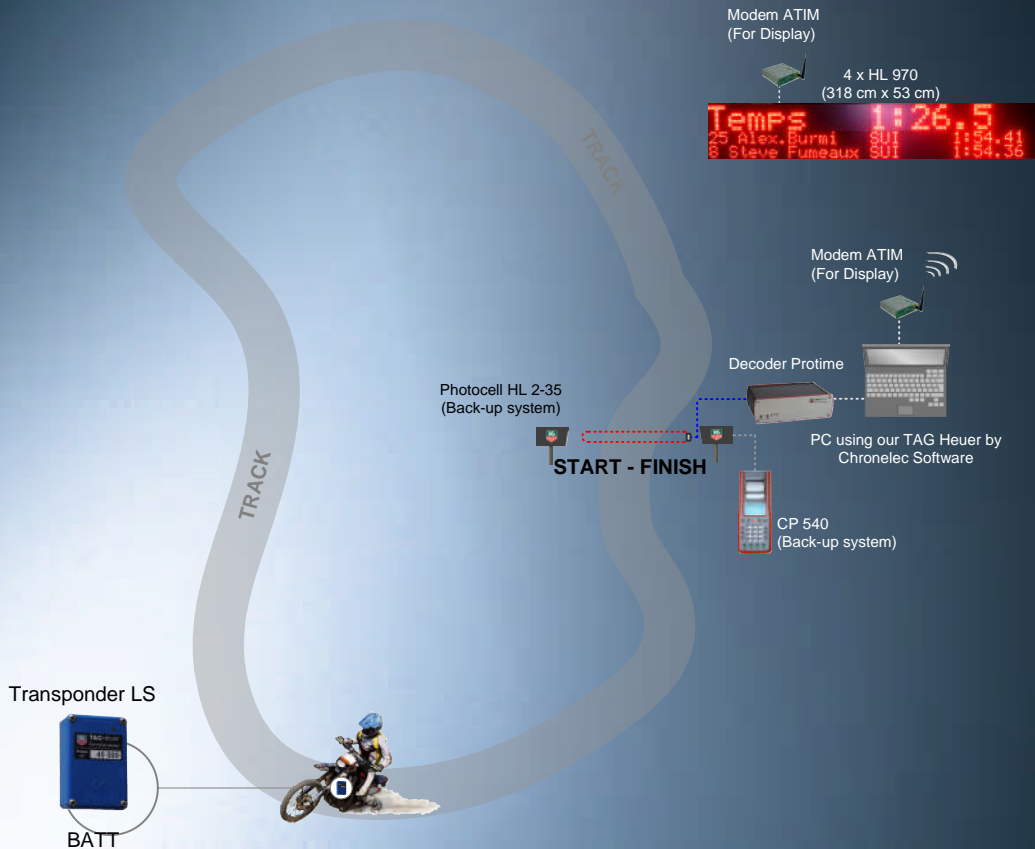 Modem ATIM
(For Display)
4 x HL 970
(318 cm x 53 cm)
Temps 1:26.5
25 Alex.Burmi SUI 1:54.41
8 Steve Fumeaux SUI 1:54.36
TRACK
Modem ATIM
(For Display)
Decoder Protime
Photocell HL 2-35
(Back-up system)
PC using our TAG Heuer by
Chronelec Software
START - FINISH
TRACK
CP 540
(Back-up system)
Transponder LS
BATT